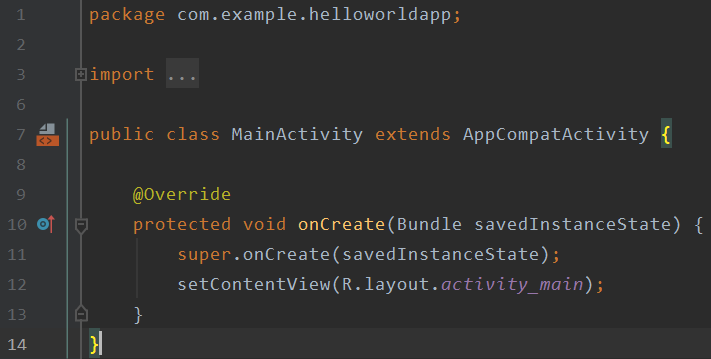 1 package com.example.helloworldapp;
2
3 import ...
6
7 public class MainActivity extends AppCompatActivity {
8
9 @Override
10 protected void onCreate(Bundle savedInstanceState) {
11 super.onCreate(savedInstanceState);
12 setContentView(R.layout.activity_main);
13 }
14 }